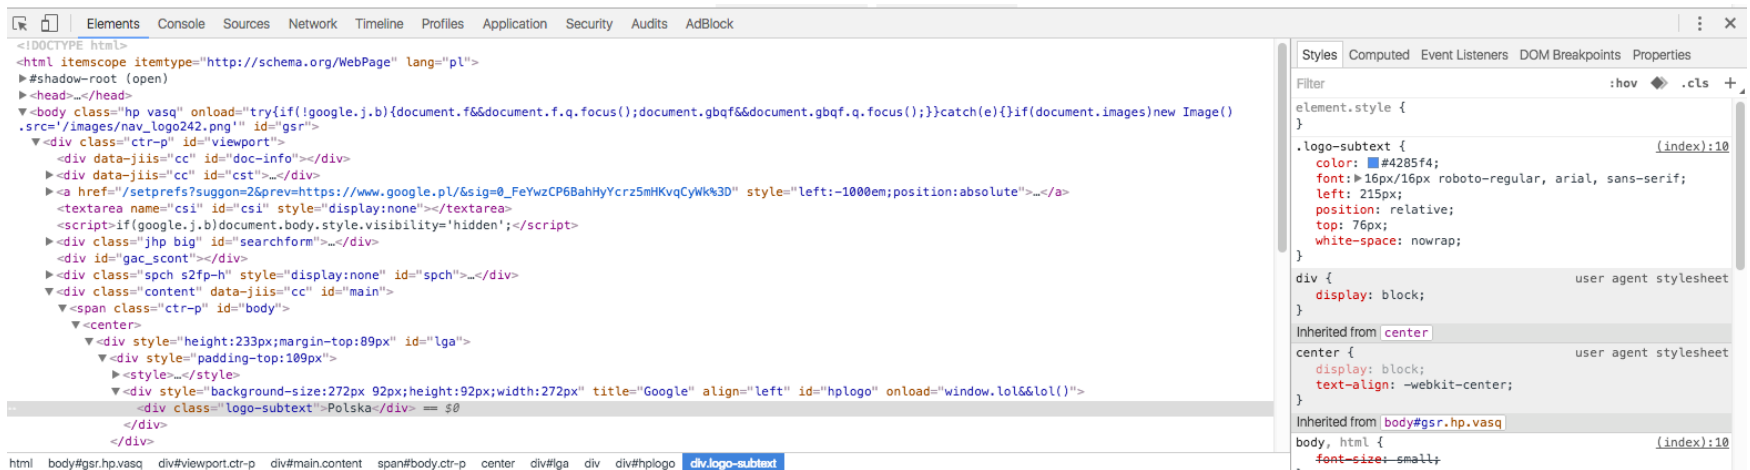 Elements Console Sources Network Timeline Profiles Application Security Audits AdBlock
<!DOCTYPE html>
<html itemscope itemtype="http://schema.org/WebPage" lang="pl">
#shadow-root (open)
<head>…</head>
<body class="hp vasq" onload="try{if(!google.j.b){document.f&&document.f.q.focus();document.gbqf&&document.gbqf.q.focus();}}catch(e){}if(document.images)new Image()
.src='/images/nav_logo242.png'" id="gsr">
<div class="ctr-p" id="viewport">
<div data-jiis="cc" id="doc-info"></div>
<div data-jiis="cc" id="cst">…</div>
<a href="/setprefs?suggon=2&prev=https://www.google.pl/&sig=0_FeYwzCP6BahHyYcrz5mHKvqCyWk%3D" style="left:-1000em;position:absolute">…</a>
<textarea name="csi" id="csi" style="display:none"></textarea>
<script>if(google.j.b)document.body.style.visibility='hidden';</script>
<div class="jhp big" id="searchform">…</div>
<div id="gac_scont"></div>
<div class="spch s2fp-h" style="display:none" id="spch">…</div>
<div class="content" data-jiis="cc" id="main">
<span class="ctr-p" id="body">
<center>
<div style="height:233px;margin-top:89px" id="lga">
<div style="padding-top:109px">
<style>…</style>
<div style="background-size:272px 92px;height:92px;width:272px" title="Google" align="left" id="hplogo" onload="window.lol&&lol()">
<div class="logo-subtext">Polska</div> == $0
</div>
</div>
html body#gsr.hp.vasq div#viewport.ctr-p div#main.content span#body.ctr-p center div#lga div div#hplogo div.logo-subtext
Styles Computed Event Listeners DOM Breakpoints Properties
Filter :hov .cls +
element.style {
}
.logo-subtext { (index):10
color: #4285f4;
font: 16px/16px roboto-regular, arial, sans-serif;
left: 215px;
position: relative;
top: 76px;
white-space: nowrap;
}
div { user agent stylesheet
display: block;
}
Inherited from center
center { user agent stylesheet
display: block;
text-align: -webkit-center;
}
Inherited from body#gsr.hp.vasq
body, html { (index):10
font-size: small;